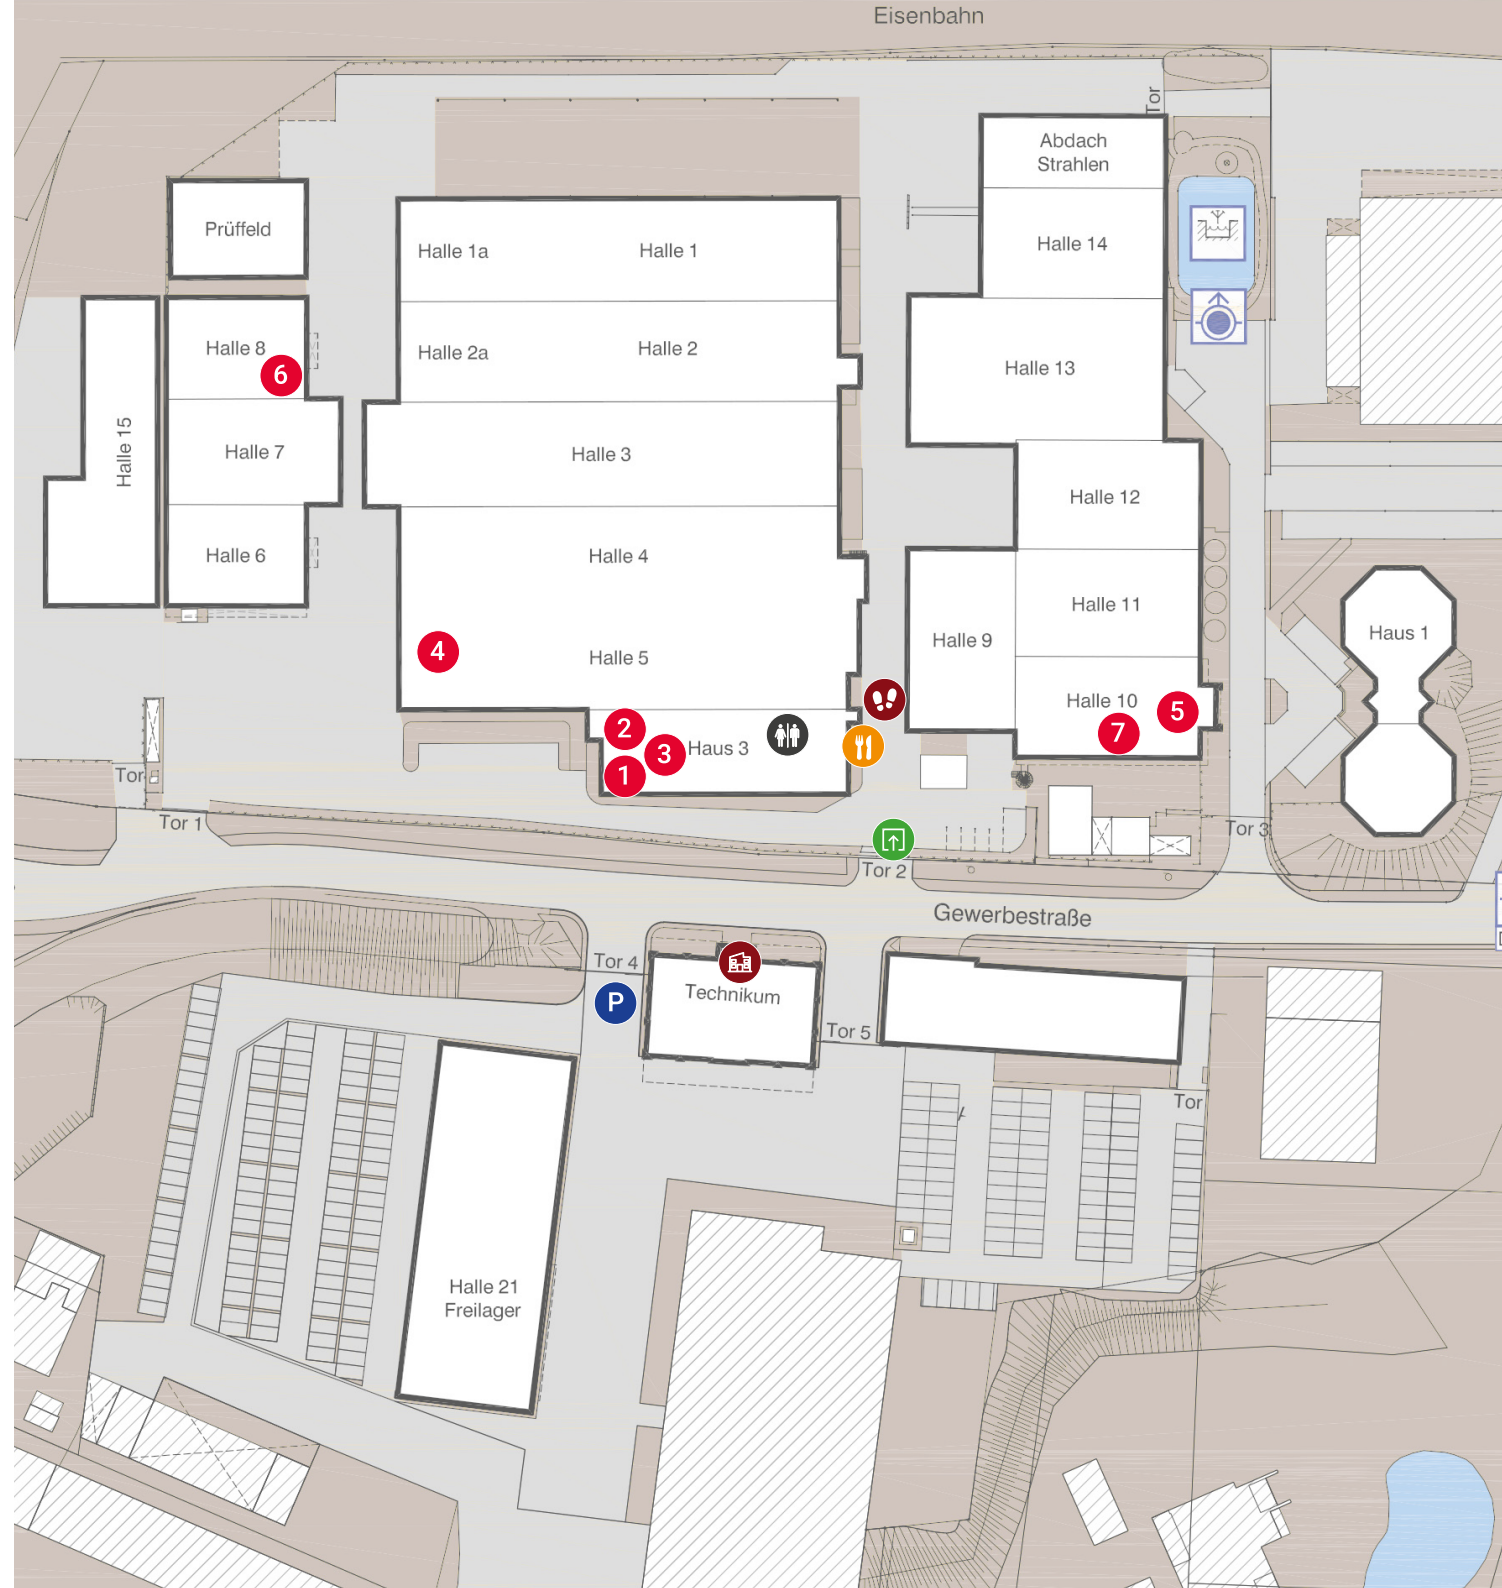 Eisenbahn
Tor
Abdach
Strahlen
Prüffeld
Halle 1a
Halle 1
Halle 14
Halle 8
6
Halle 2a
Halle 2
Halle 13
Halle 15
Halle 7
Halle 3
Halle 12
Halle 6
Halle 4
Halle 11
Haus 1
4
Halle 5
Halle 9
Halle 10
5
7
2
3
1
Haus 3
Tor
Tor 1
Tor 2
Tor 3
Gewerbestraße
Tor 4
P
Technikum
Tor 5
Tor
Halle 21
Freilager